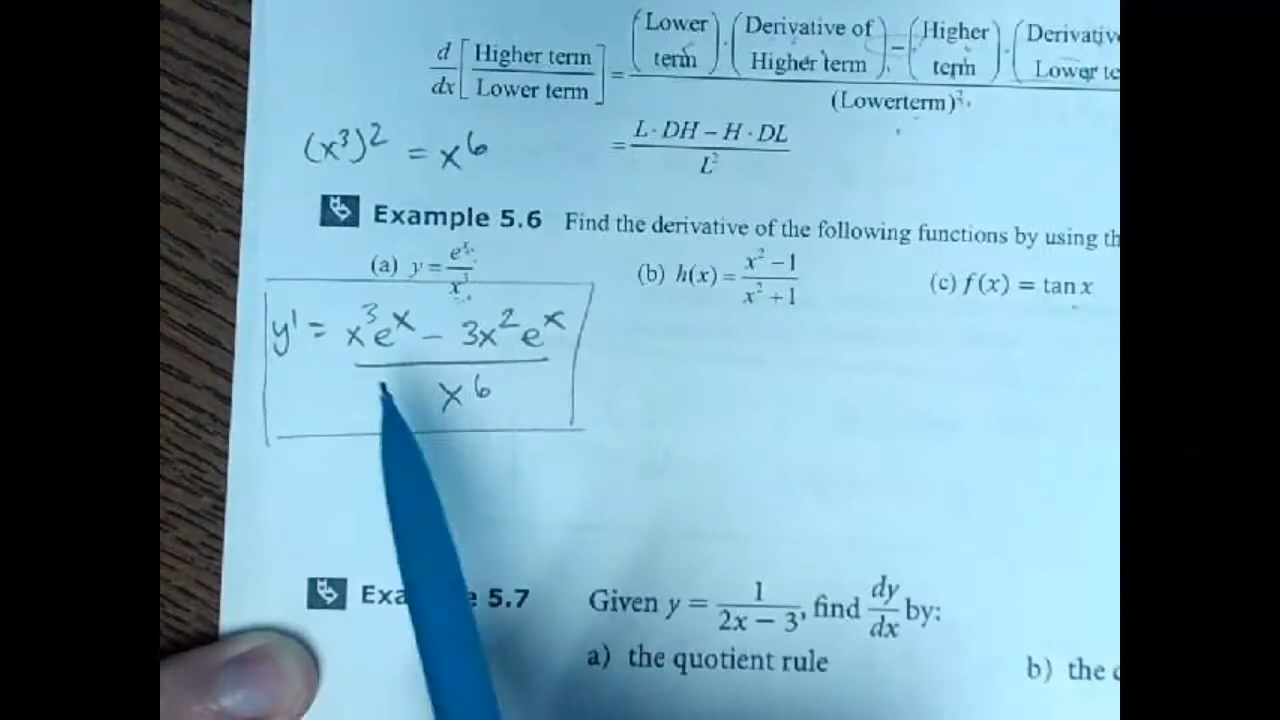 d/dx [Higher term / Lower term] = ((Lower term) · (Derivative of Higher term) – (Higher term) · (Derivativ Lower te / (Lowerterm)²
= (L · DH – H · DL) / L²
(x³)² = x⁶
Example 5.6 Find the derivative of the following functions by using th
(a) y = eˣ / x³ (b) h(x) = (x² – 1) / (x² + 1) (c) f(x) = tan x
y' = (x³eˣ – 3x²eˣ) / x⁶
Exa e 5.7 Given y = 1 / (2x – 3), find dy/dx by:
a) the quotient rule b) the c